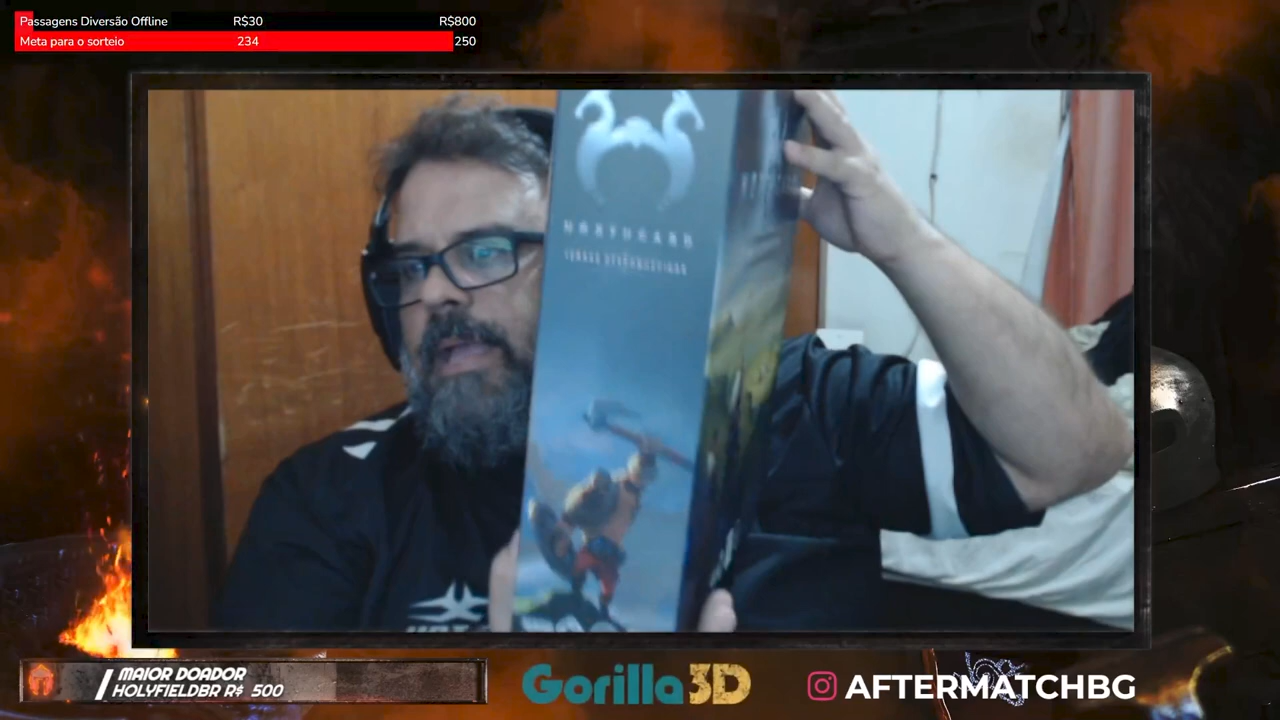 Passagens Diversão Offline R$30 R$800
Meta para o sorteio 234 250
NORTHGARD
MAIOR DOADOR
HOLYFIELDBR R$ 500
Gorilla3D
AFTERMATCHBG